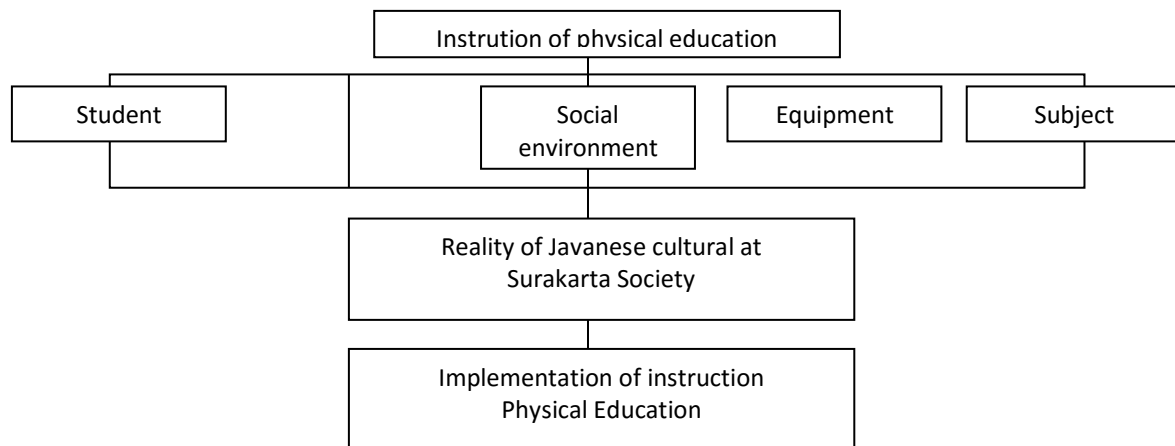 Instrution of physical education
Student
Social
environment
Equipment
Subject
Reality of Javanese cultural at
Surakarta Society
Implementation of instruction
Physical Education